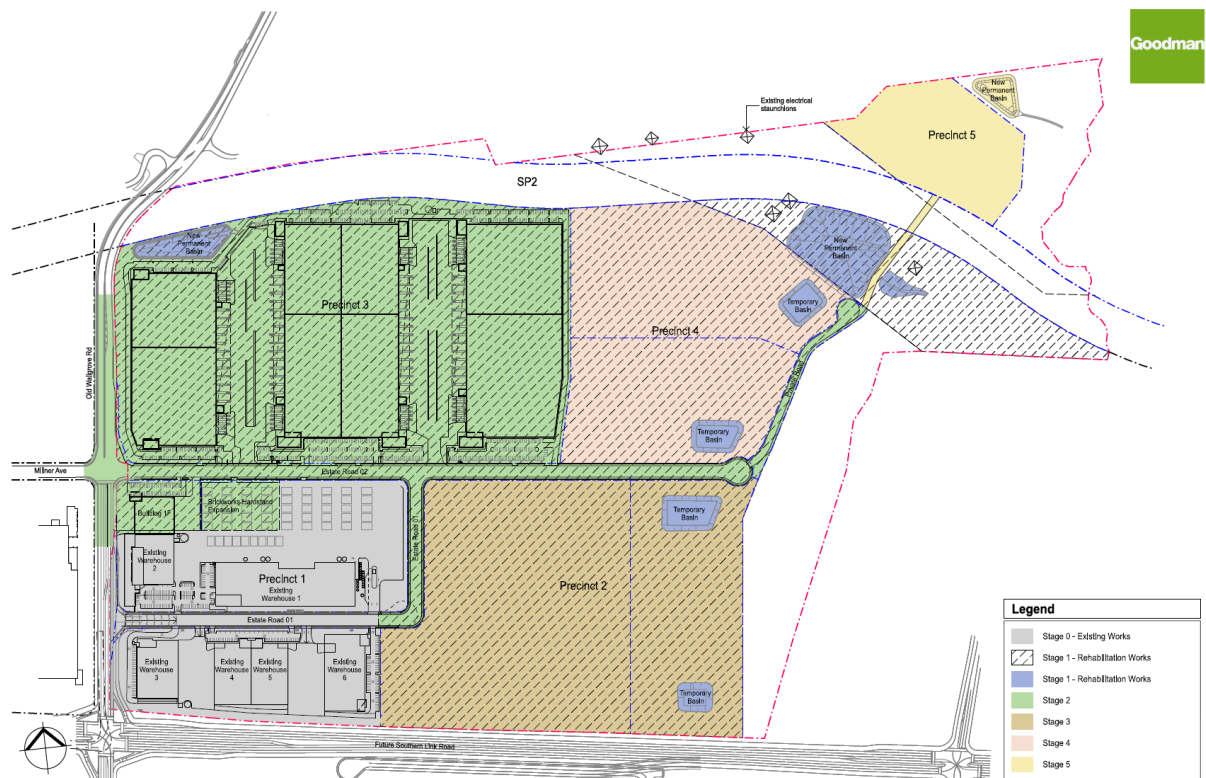 Goodman
New
Permanent
Basin
Existing electrical
staunchions
Precinct 5
SP2
New
Permanent
Basin
New
Permanent
Basin
Precinct 3
Temporary
Basin
Precinct 4
Old Wallgrove Rd
Estate Road
Temporary
Basin
Millner Ave
Estate Road 02
Building 1F
Brickworks Hardstand
Expansion
Temporary
Basin
Estate Road 01
Existing
Warehouse
2
Precinct 1
Existing
Warehouse 1
Precinct 2
Estate Road 01
Existing
Warehouse
3
Existing
Warehouse
4
Existing
Warehouse
5
Existing
Warehouse
6
Temporary
Basin
Future Southern Link Road
Legend
Stage 0 - Existing Works
Stage 1 - Rehabilitation Works
Stage 1 - Rehabilitation Works
Stage 2
Stage 3
Stage 4
Stage 5